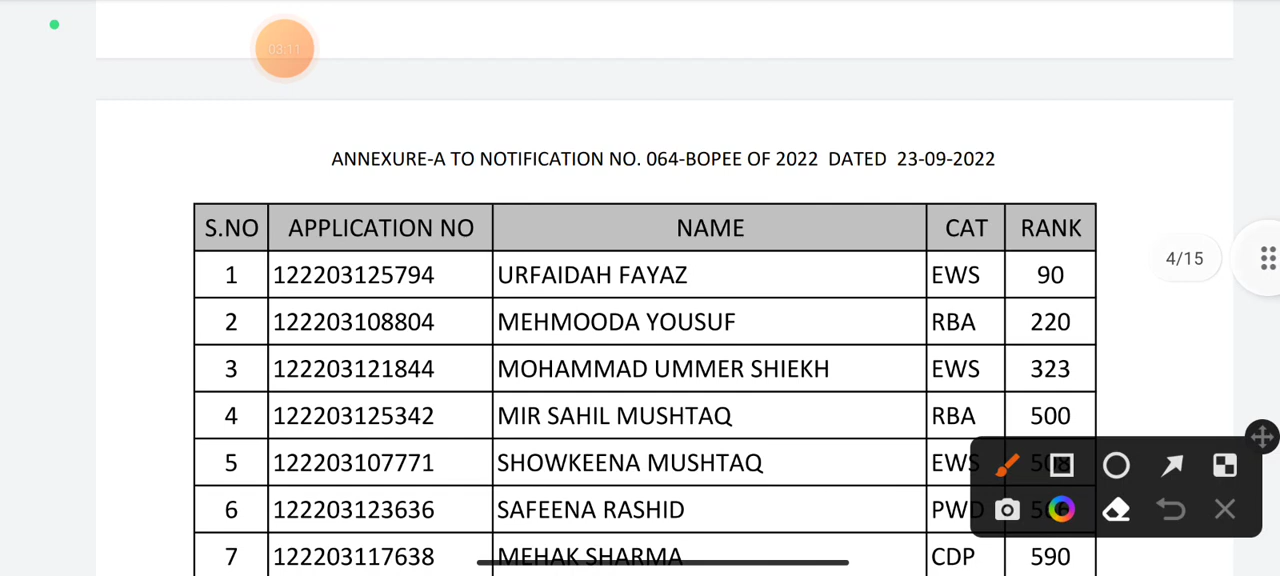 03:11
ANNEXURE-A TO NOTIFICATION NO. 064-BOPEE OF 2022 DATED 23-09-2022
S.NO APPLICATION NO NAME CAT RANK
1 122203125794 URFAIDAH FAYAZ EWS 90
4/15
2 122203108804 MEHMOODA YOUSUF RBA 220
3 122203121844 MOHAMMAD UMMER SHIEKH EWS 323
4 122203125342 MIR SAHIL MUSHTAQ RBA 500
5 122203107771 SHOWKEENA MUSHTAQ EWS
6 122203123636 SAFEENA RASHID PWD
7 122203117638 MEHAK SHARMA CDP 590